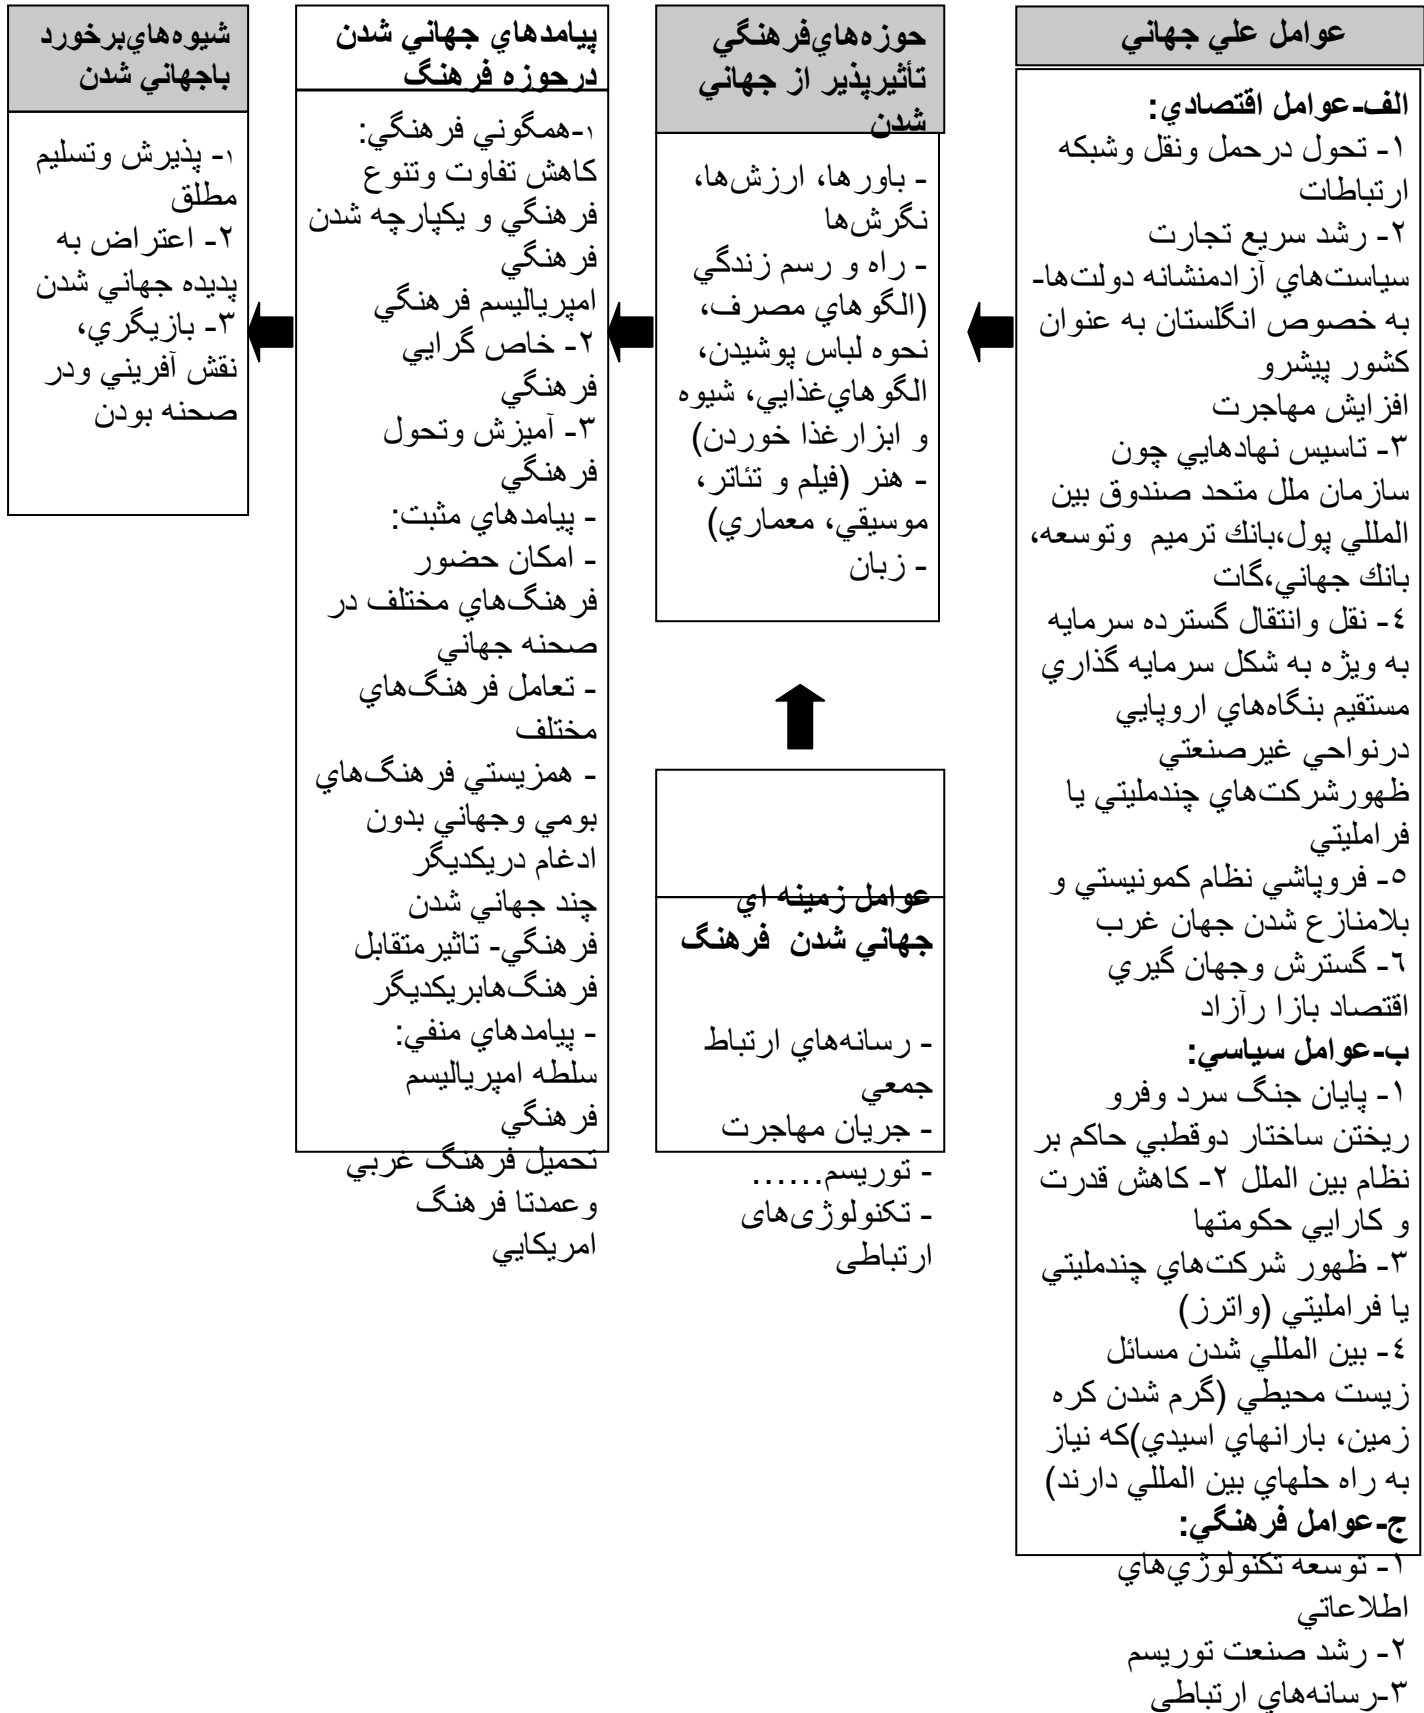 عوامل علي جهاني
الف-عوامل اقتصادي:
١- تحول درحمل ونقل وشبكه
ارتباطات
٢- رشد سريع تجارت
سياست‌هاي آزادمنشانه دولت‌ها-
به خصوص انگلستان به عنوان
كشور پيشرو
افزايش مهاجرت
٣- تاسيس نهادهايي چون
سازمان ملل متحد صندوق بين
المللي پول،بانك ترميم وتوسعه،
بانك جهاني،گات
٤- نقل وانتقال گسترده سرمايه
به ويژه به شكل سرمايه گذاري
مستقيم بنگاه‌هاي اروپايي
درنواحي غيرصنعتي
ظهورشركت‌هاي چندمليتي يا
فرامليتي
٥- فروپاشي نظام كمونيستي و
بلامنازع شدن جهان غرب
٦- گسترش وجهان گيري
اقتصاد بازا رآزاد
ب-عوامل سياسي:
١- پايان جنگ سرد وفرو
ريختن ساختار دوقطبي حاكم بر
نظام بين الملل ٢- كاهش قدرت
و كارايي حكومتها
٣- ظهور شركت‌هاي چندمليتي
يا فرامليتي (واترز)
٤- بين المللي شدن مسائل
زيست محيطي (گرم شدن كره
زمين، بارانهاي اسيدي)كه نياز
به راه حلهاي بين المللي دارند)
ج-عوامل فرهنگي:
١- توسعه تكنولوژي‌هاي
اطلاعاتي
٢- رشد صنعت توريسم
٣-رسانه‌هاي ارتباطي
حوزه‌هاي‌فرهنگي
تأثيرپذير از جهاني
شدن
- باورها، ارزش‌ها،
نگرش‌ها
- راه و رسم زندگي
(الگوهاي مصرف،
نحوه لباس پوشيدن،
الگوهاي‌غذايي، شيوه
و ابزارغذا خوردن)
- هنر (فيلم و تئاتر،
موسيقي، معماري)
- زبان
عوامل زمينه اي
جهاني شدن فرهنگ
- رسانه‌هاي ارتباط
جمعي
- جريان مهاجرت
- توريسم......
- تکنولوژی‌های
ارتباطی
پيامدهاي جهاني شدن
درحوزه فرهنگ
١-همگوني فرهنگي:
كاهش تفاوت وتنوع
فرهنگي و يكپارچه شدن
فرهنگي
امپرياليسم فرهنگي
٢- خاص گرايي
فرهنگي
٣- آميزش وتحول
فرهنگي
- پيامدهاي مثبت:
- امكان حضور
فرهنگ‌هاي مختلف در
صحنه جهاني
- تعامل فرهنگ‌هاي
مختلف
- همزيستي فرهنگ‌هاي
بومي وجهاني بدون
ادغام دريكديگر
چند جهاني شدن
فرهنگي- تاثيرمتقابل
فرهنگ‌هابريكديگر
- پيامدهاي منفي:
سلطه امپرياليسم
فرهنگي
تحميل فرهنگ غربي
وعمدتا فرهنگ
امريكايي
شيوه‌هاي‌برخورد
باجهاني شدن
١- پذيرش وتسليم
مطلق
٢- اعتراض به
پديده جهاني شدن
٣- بازيگري،
نقش آفريني ودر
صحنه بودن